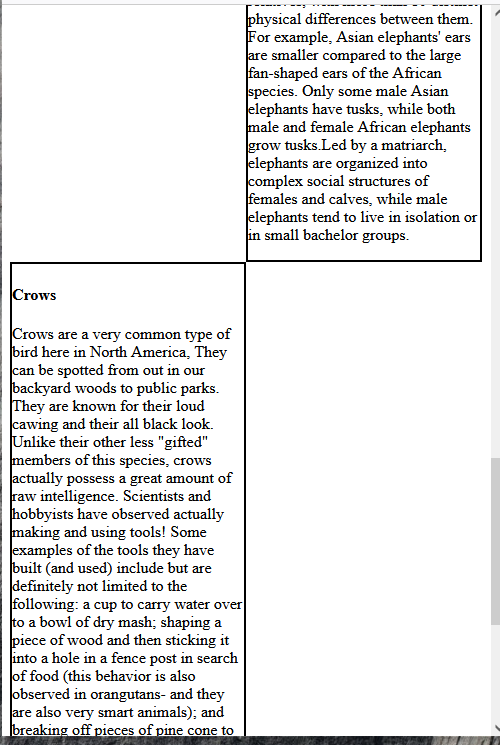 physical differences between them.
For example, Asian elephants' ears
are smaller compared to the large
fan-shaped ears of the African
species. Only some male Asian
elephants have tusks, while both
male and female African elephants
grow tusks.Led by a matriarch,
elephants are organized into
complex social structures of
females and calves, while male
elephants tend to live in isolation or
in small bachelor groups.
Crows
Crows are a very common type of
bird here in North America, They
can be spotted from out in our
backyard woods to public parks.
They are known for their loud
cawing and their all black look.
Unlike their other less "gifted"
members of this species, crows
actually possess a great amount of
raw intelligence. Scientists and
hobbyists have observed actually
making and using tools! Some
examples of the tools they have
built (and used) include but are
definitely not limited to the
following: a cup to carry water over
to a bowl of dry mash; shaping a
piece of wood and then sticking it
into a hole in a fence post in search
of food (this behavior is also
observed in orangutans- and they
are also very smart animals); and
breaking off pieces of pine cone to